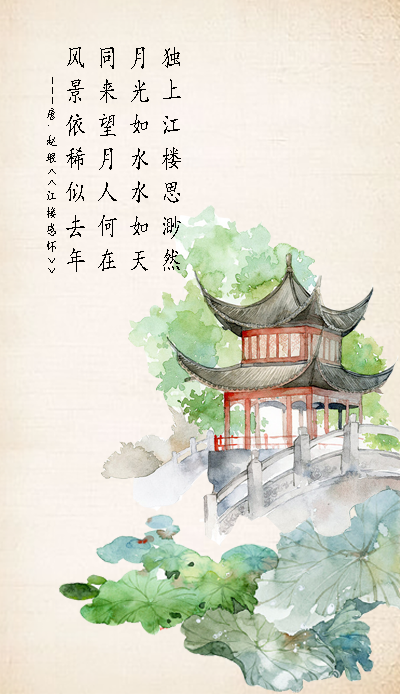 独上江楼思渺然
月光如水水如天
同来望月人何在
风景依稀似去年
---唐·赵嘏<<江楼感怀>>